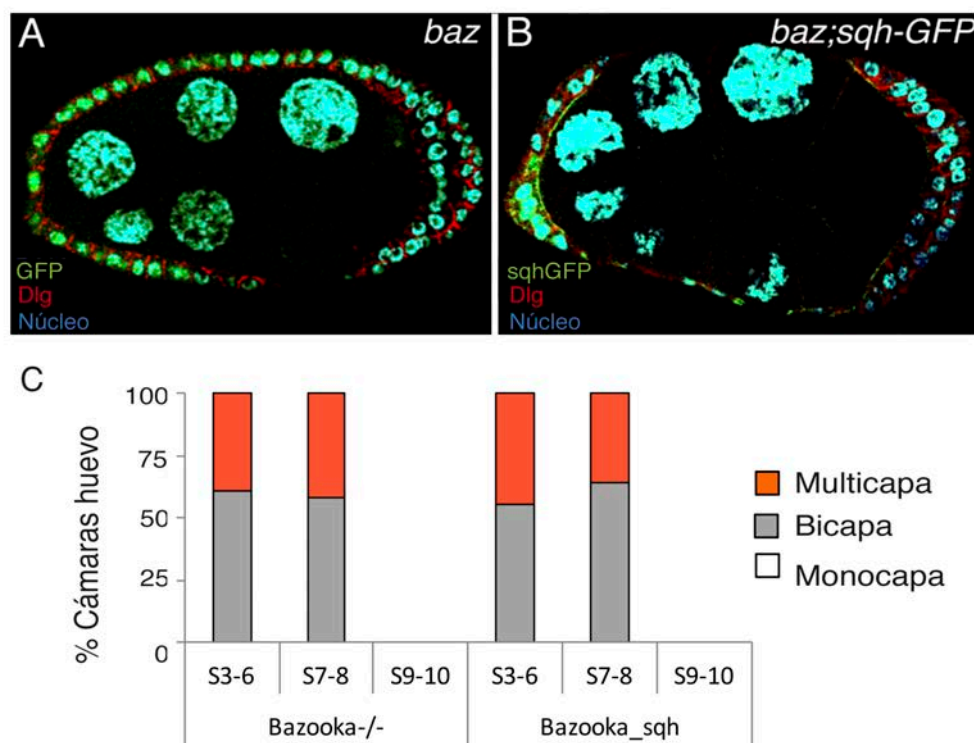 A
baz
GFP
Dlg
Núcleo
B
baz;sqh-GFP
sqhGFP
Dlg
Núcleo
C
% Cámaras huevo
100
75
50
25
0
S3-6
S7-8
S9-10
S3-6
S7-8
S9-10
Bazooka-/-
Bazooka_sqh
Multicapa
Bicapa
Monocapa